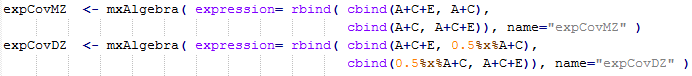 expCovMZ <- mxAlgebra( expression= rbind( cbind(A+C+E, A+C),
cbind(A+C, A+C+E)), name="expCovMZ" )
expCovDZ <- mxAlgebra( expression= rbind( cbind(A+C+E, 0.5%x%A+C),
cbind(0.5%x%A+C, A+C+E)), name="expCovDZ" )